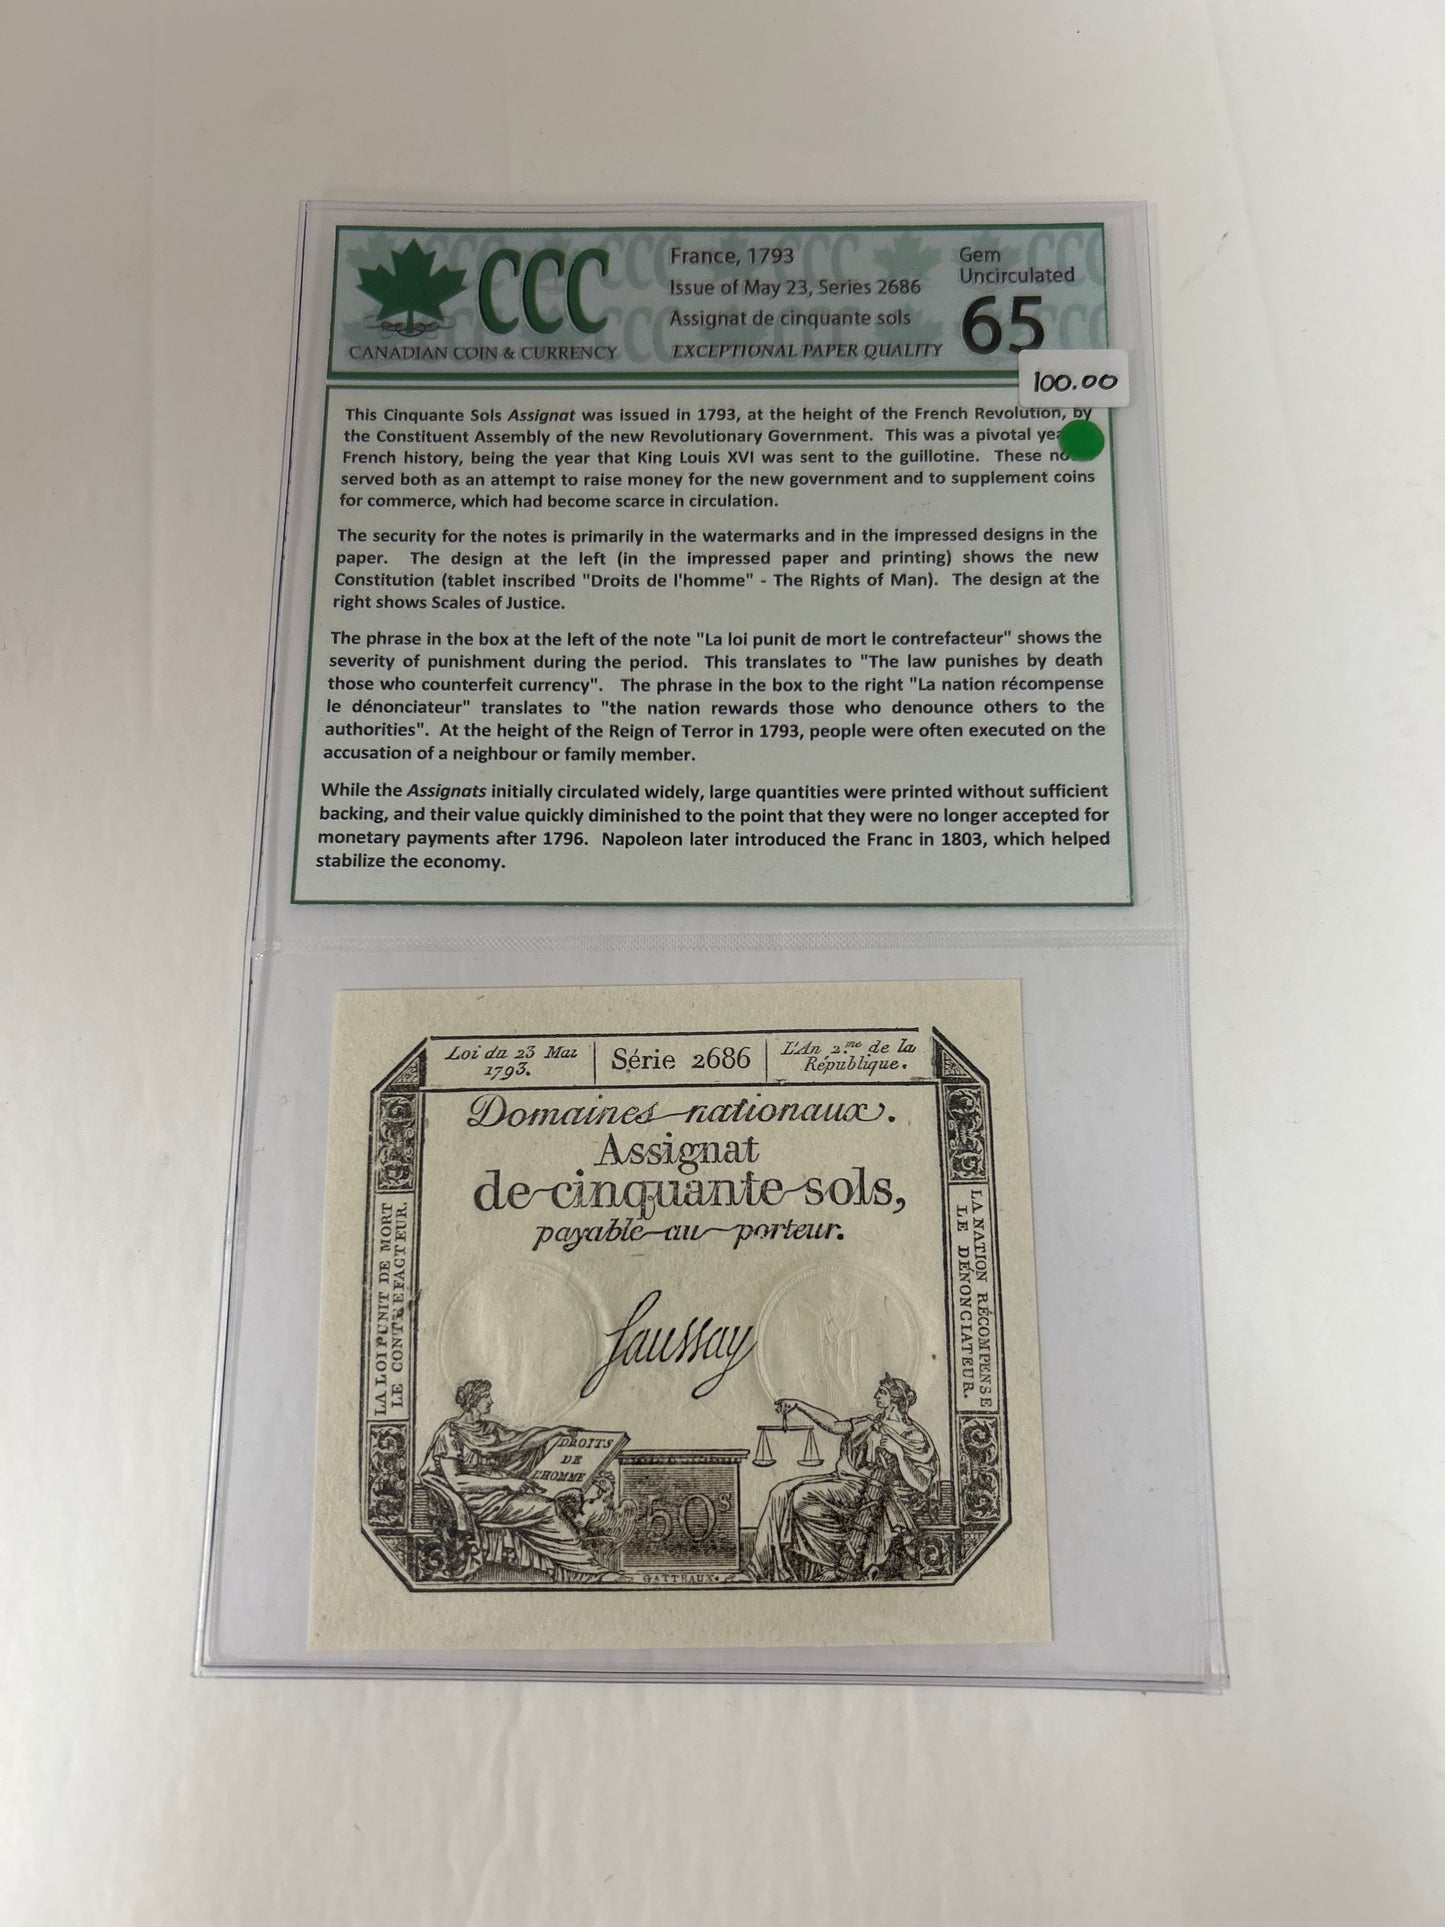 CCC
CANADIAN COIN & CURRENCY
France, 1793
Issue of May 23, Series 2686
Assignat de cinquante sols
EXCEPTIONAL PAPER QUALITY
Gem
Uncirculated
65
100.00
This Cinquante Sols Assignat was issued in 1793, at the height of the French Revolution, by
the Constituent Assembly of the new Revolutionary Government. This was a pivotal
French history, being the year that King Louis XVI was sent to the guillotine. These
served both as an attempt to raise money for the new government and to supplement coins
for commerce, which had become scarce in circulation.
The security for the notes is primarily in the watermarks and in the impressed designs in the
paper. The design at the left (in the impressed paper and printing) shows the new
Constitution (tablet inscribed "Droits de l'homme" - The Rights of Man). The design at the
right shows Scales of Justice.
The phrase in the box at the left of the note "La loi punit de mort le contrefacteur" shows the
severity of punishment during the period. This translates to "The law punishes by death
those who counterfeit currency". The phrase in the box to the right "La nation récompense
le dénonciateur" translates to "the nation rewards those who denounce others to the
authorities". At the height of the Reign of Terror in 1793, people were often executed on the
accusation of a neighbour or family member.
While the Assignats initially circulated widely, large quantities were printed without sufficient
backing, and their value quickly diminished to the point that they were no longer accepted for
monetary payments after 1796. Napoleon later introduced the Franc in 1803, which helped
stabilize the economy.
Loi du 23 Mai
1793.
Série 2686
L'An 2.me de la
République.
Domaines nationaux.
Assignat
de cinquante sols,
payable au porteur.
LA LOI PUNIT DE MORT
LE CONTREFACTEUR.
LA NATION RÉCOMPENSE
LE DÉNONCIATEUR.
Saussay
DROITS
DE
L'HOMME
50s
GATTEAUX.